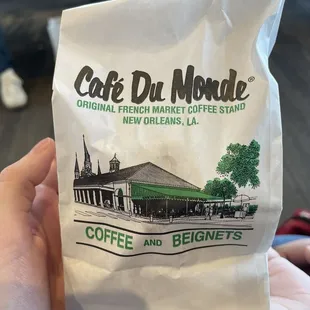 Café Du Monde®
ORIGINAL FRENCH MARKET COFFEE STAND
NEW ORLEANS, LA.
COFFEE AND BEIGNETS